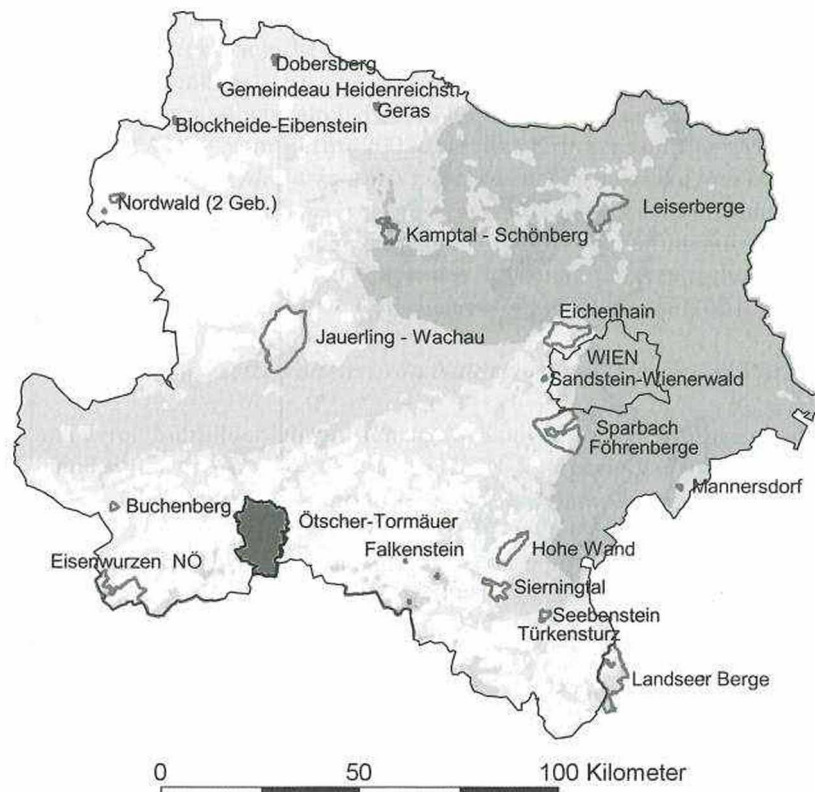 Dobersberg
Gemeindeau Heidenreichstn
Geras
Blockheide-Eibenstein
Nordwald (2 Geb.)
Kamptal - Schönberg
Leiserberge
Eichenhain
Jauerling - Wachau
WIEN
Sandstein-Wienerwald
Sparbach
Föhrenberge
Mannersdorf
Buchenberg
Ötscher-Tormäuer
Falkenstein
Hohe Wand
Eisenwurzen NÖ
Sierningtal
Seebenstein
Türkensturz
Landseer Berge
0 50 100 Kilometer